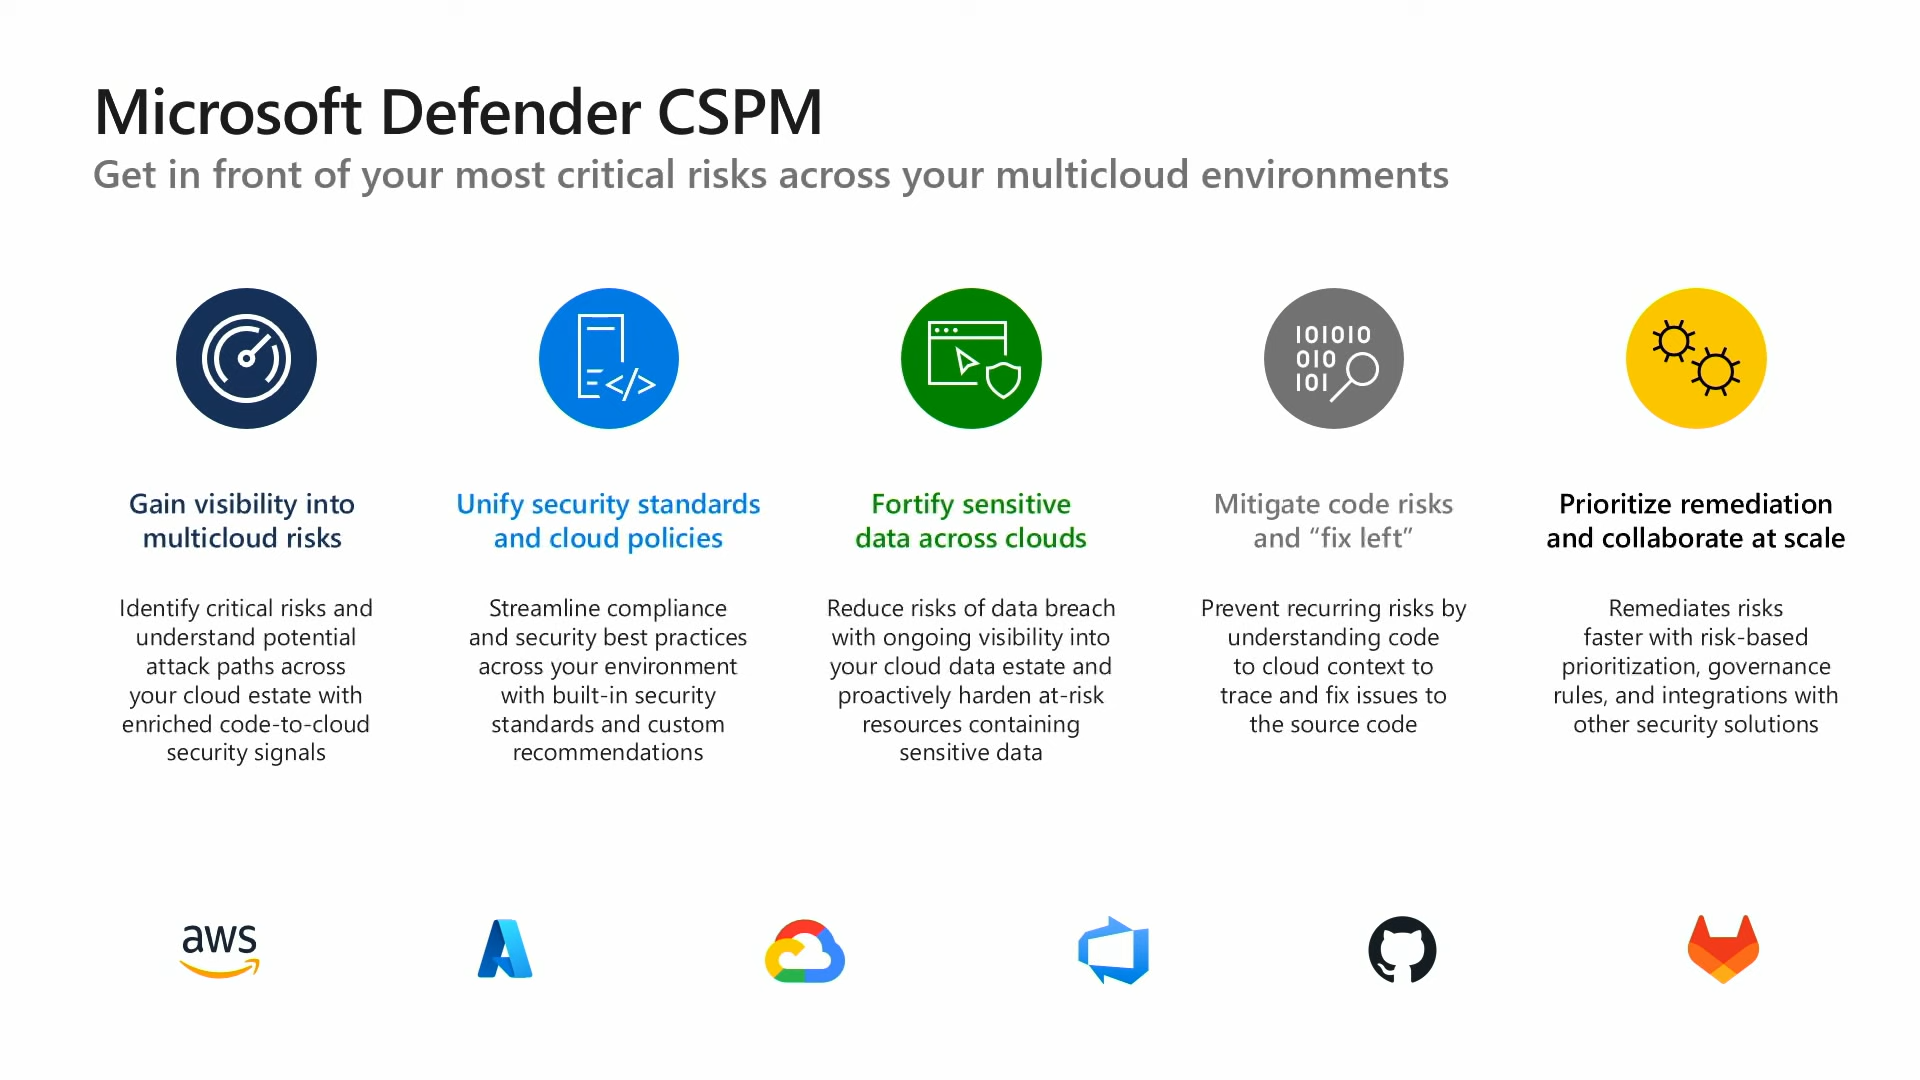 Microsoft Defender CSPM
Get in front of your most critical risks across your multicloud environments
101010
010
101
</>
Gain visibility into
multicloud risks
Identify critical risks and
understand potential
attack paths across
your cloud estate with
enriched code-to-cloud
security signals
Unify security standards
and cloud policies
Streamline compliance
and security best practices
across your environment
with built-in security
standards and custom
recommendations
Fortify sensitive
data across clouds
Reduce risks of data breach
with ongoing visibility into
your cloud data estate and
proactively harden at-risk
resources containing
sensitive data
Mitigate code risks
and “fix left”
Prevent recurring risks by
understanding code
to cloud context to
trace and fix issues to
the source code
Prioritize remediation
and collaborate at scale
Remediates risks
faster with risk-based
prioritization, governance
rules, and integrations with
other security solutions
aws